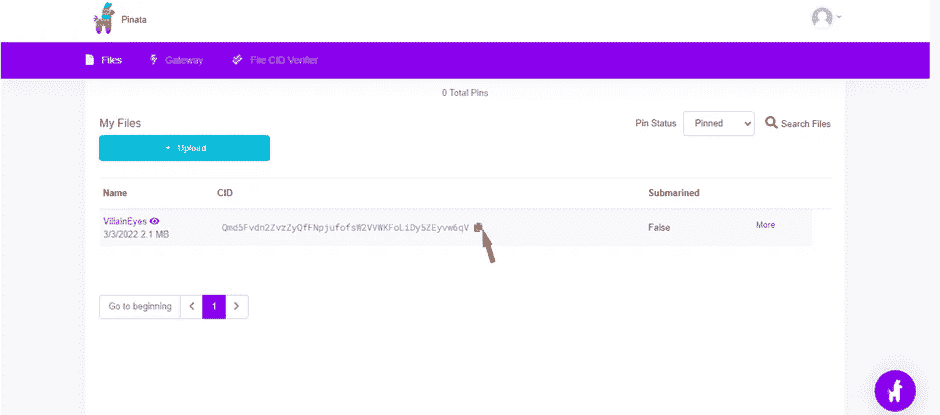 Pinata
Files Gateway File CID Verifier
0 Total Pins
My Files
Pin Status Pinned Search Files
+ Upload
Name CID Submarined
VillainEyes
Qmd5Fvdn2ZvzZyQfFNpjufofsW2VVWKFoLiDy5ZEyvw6qV False More
3/3/2022 2.1 MB
Go to beginning 1